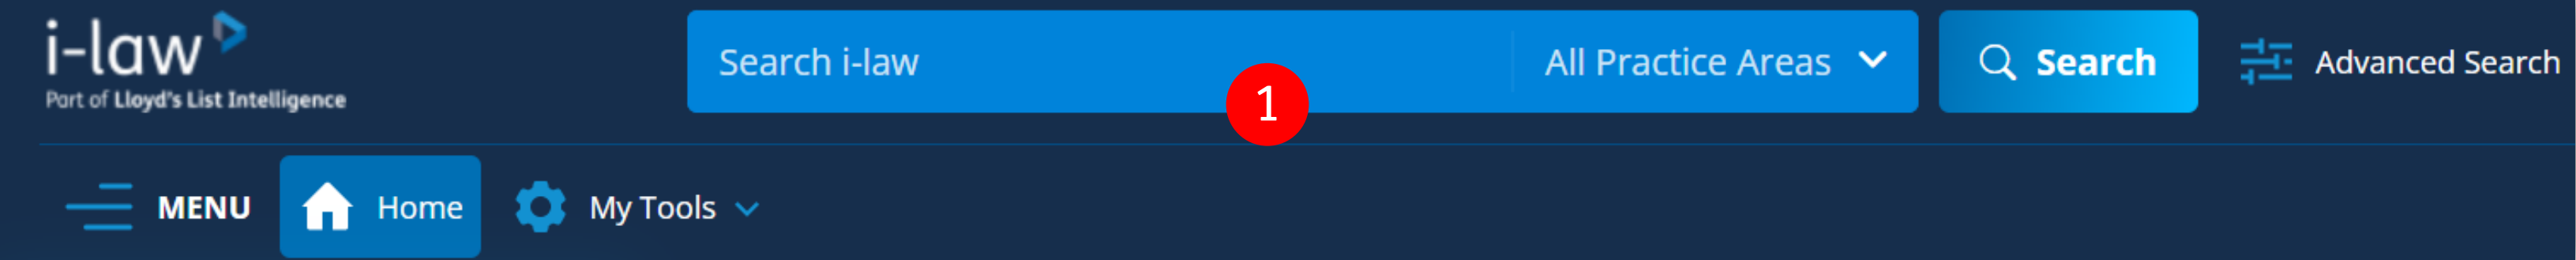 i-law
Part of Lloyd's List Intelligence
Search i-law
All Practice Areas
Search
Advanced Search
1
MENU
Home
My Tools